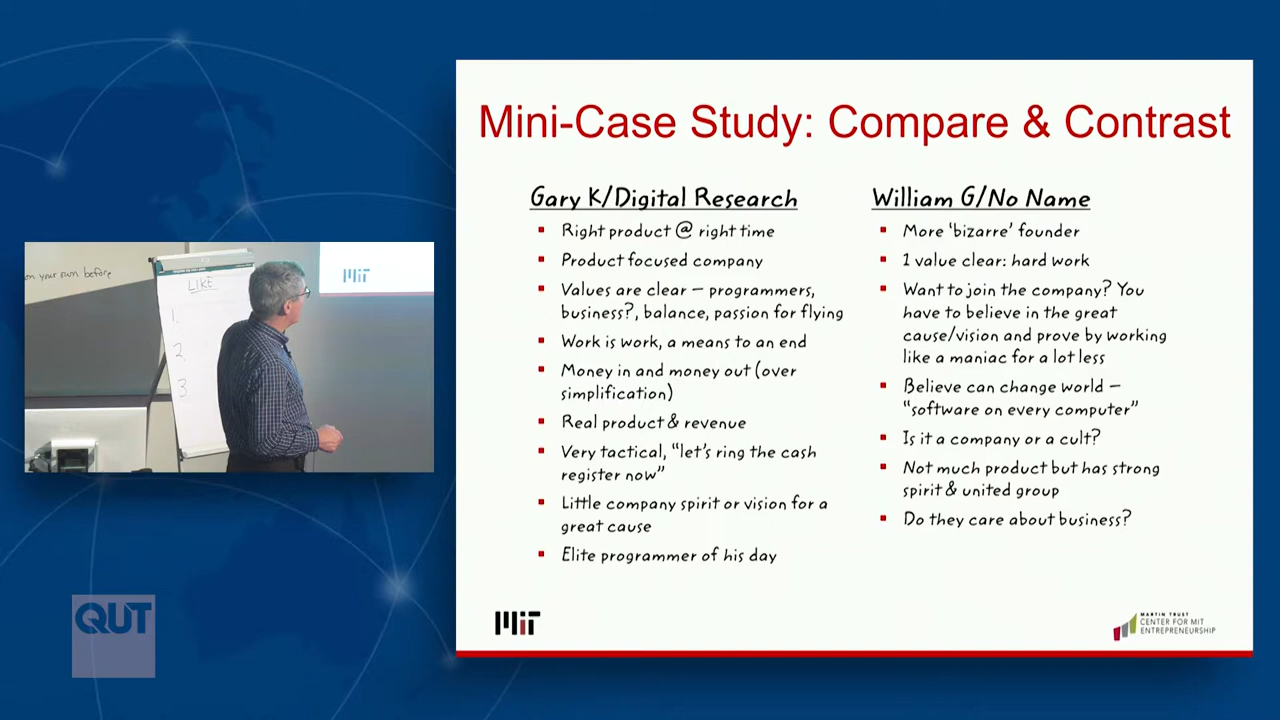 Mini-Case Study: Compare & Contrast
Gary K/Digital Research
Right product @ right time
Product focused company
Values are clear – programmers,
business?, balance, passion for flying
Work is work, a means to an end
Money in and money out (over
simplification)
Real product & revenue
Very tactical, “let’s ring the cash
register now”
Little company spirit or vision for a
great cause
Elite programmer of his day
William G/No Name
More ‘bizarre’ founder
1 value clear: hard work
Want to join the company? You
have to believe in the great
cause/vision and prove by working
like a maniac for a lot less
Believe can change world –
“software on every computer”
Is it a company or a cult?
Not much product but has strong
spirit & united group
Do they care about business?
on your own before
LIKE
1.
2.
3
MIT
QUT
MIT
MARTIN TRUST
CENTER FOR MIT
ENTREPRENEURSHIP